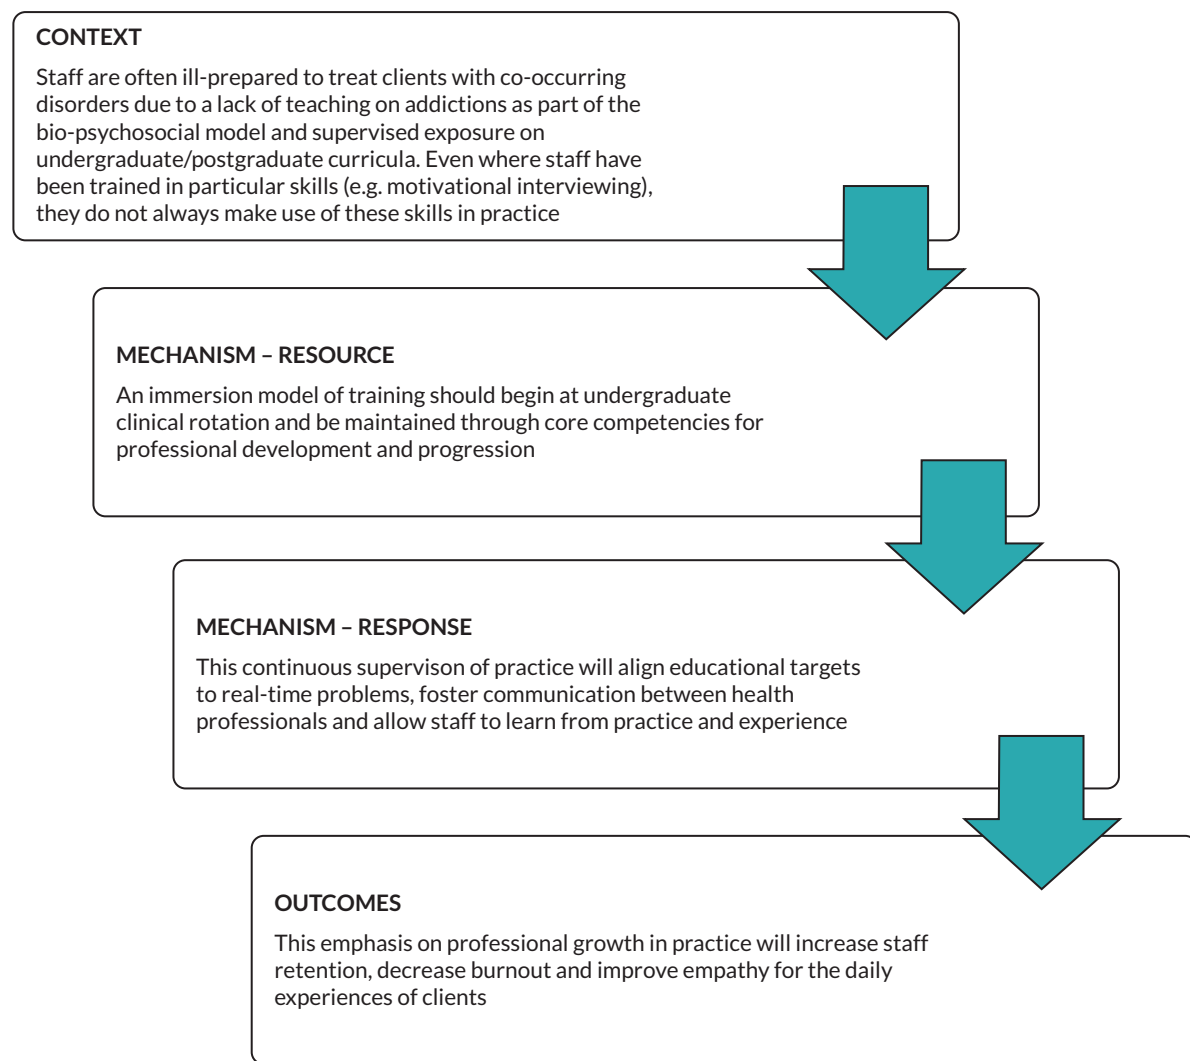 CONTEXT
Staff are often ill-prepared to treat clients with co-occurring
disorders due to a lack of teaching on addictions as part of the
bio-psychosocial model and supervised exposure on
undergraduate/postgraduate curricula. Even where staff have
been trained in particular skills (e.g. motivational interviewing),
they do not always make use of these skills in practice
MECHANISM – RESOURCE
An immersion model of training should begin at undergraduate
clinical rotation and be maintained through core competencies for
professional development and progression
MECHANISM – RESPONSE
This continuous supervison of practice will align educational targets
to real-time problems, foster communication between health
professionals and allow staff to learn from practice and experience
OUTCOMES
This emphasis on professional growth in practice will increase staff
retention, decrease burnout and improve empathy for the daily
experiences of clients